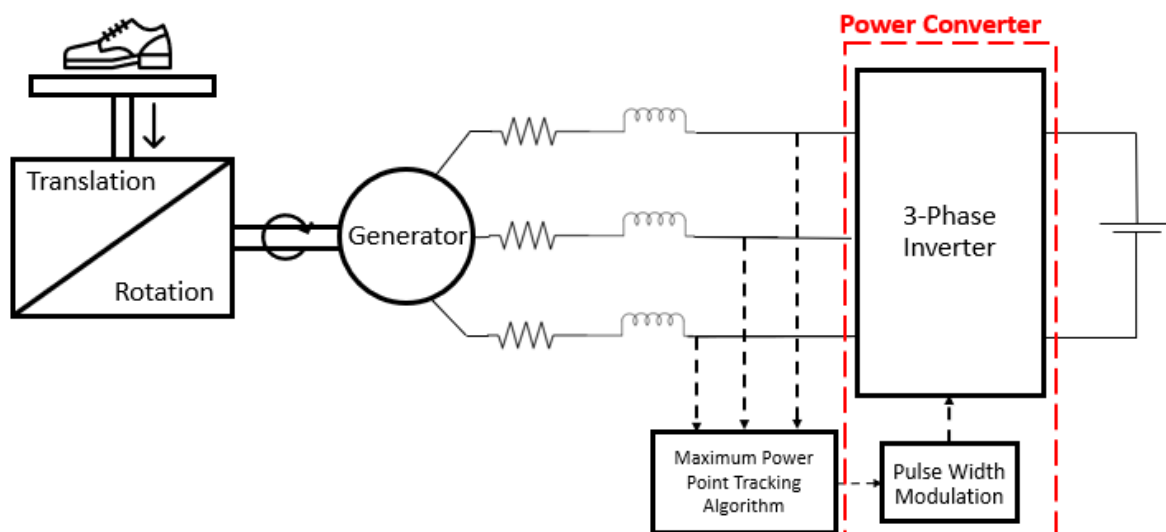 Power Converter
Translation
Rotation
Generator
3-Phase
Inverter
Maximum Power
Point Tracking
Algorithm
Pulse Width
Modulation